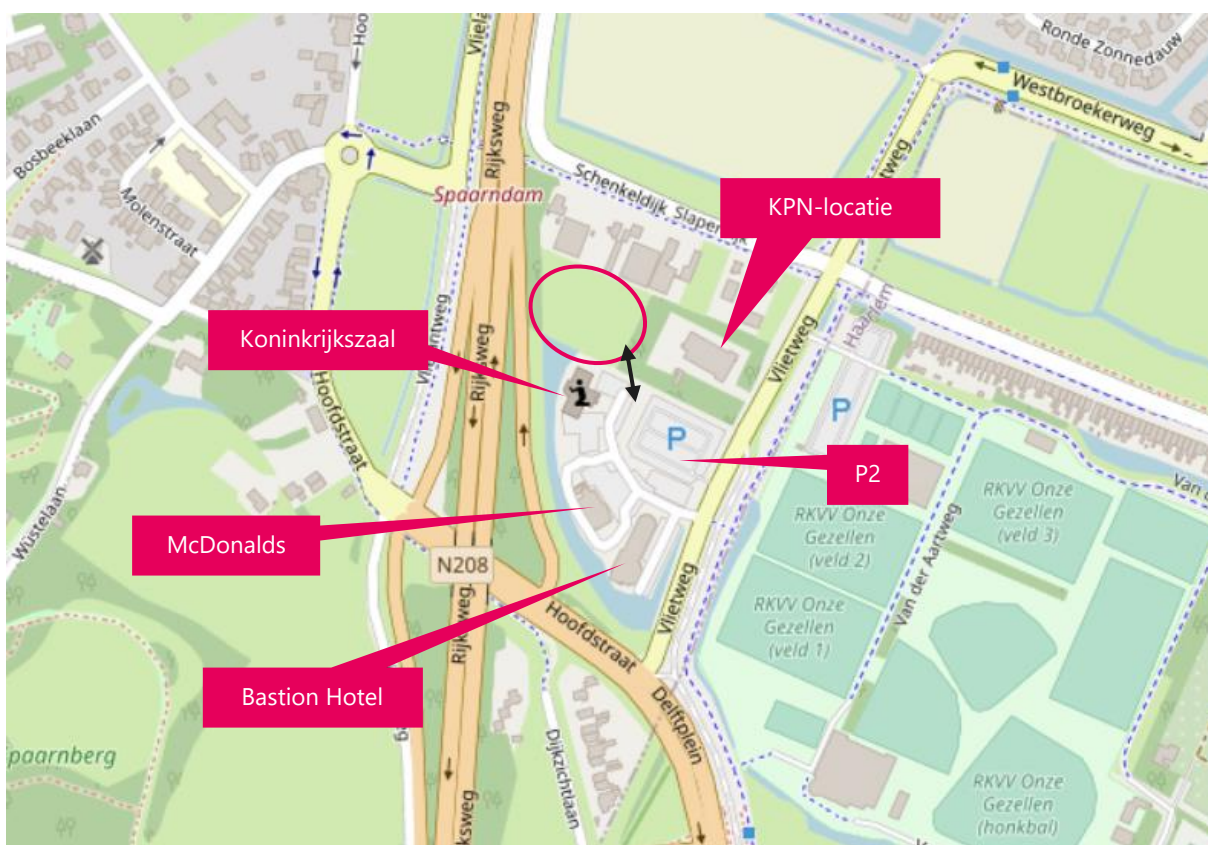 Ronde Zonnedauw
Westbroekerweg
Bosbeeklaan
Molenstraat
Rijksweg
Spaarndam
Schenkeldijk
KPN-locatie
Haarlem
Koninkrijkszaal
Rijksweg
Vlietweg
Hoofdstraat
P
P
P2
Wüstelaan
McDonalds
N208
RKVV Onze
Gezellen
(veld 2)
RKVV Onze
Gezellen
(veld 3)
Van der Aartweg
Vlietweg
RKVV Onze
Gezellen
(veld 1)
Hoofdstraat
Rijksweg
Bastion Hotel
Delftplein
Dijkzichtlaan
RKVV Onze
Gezellen
(honkbal)